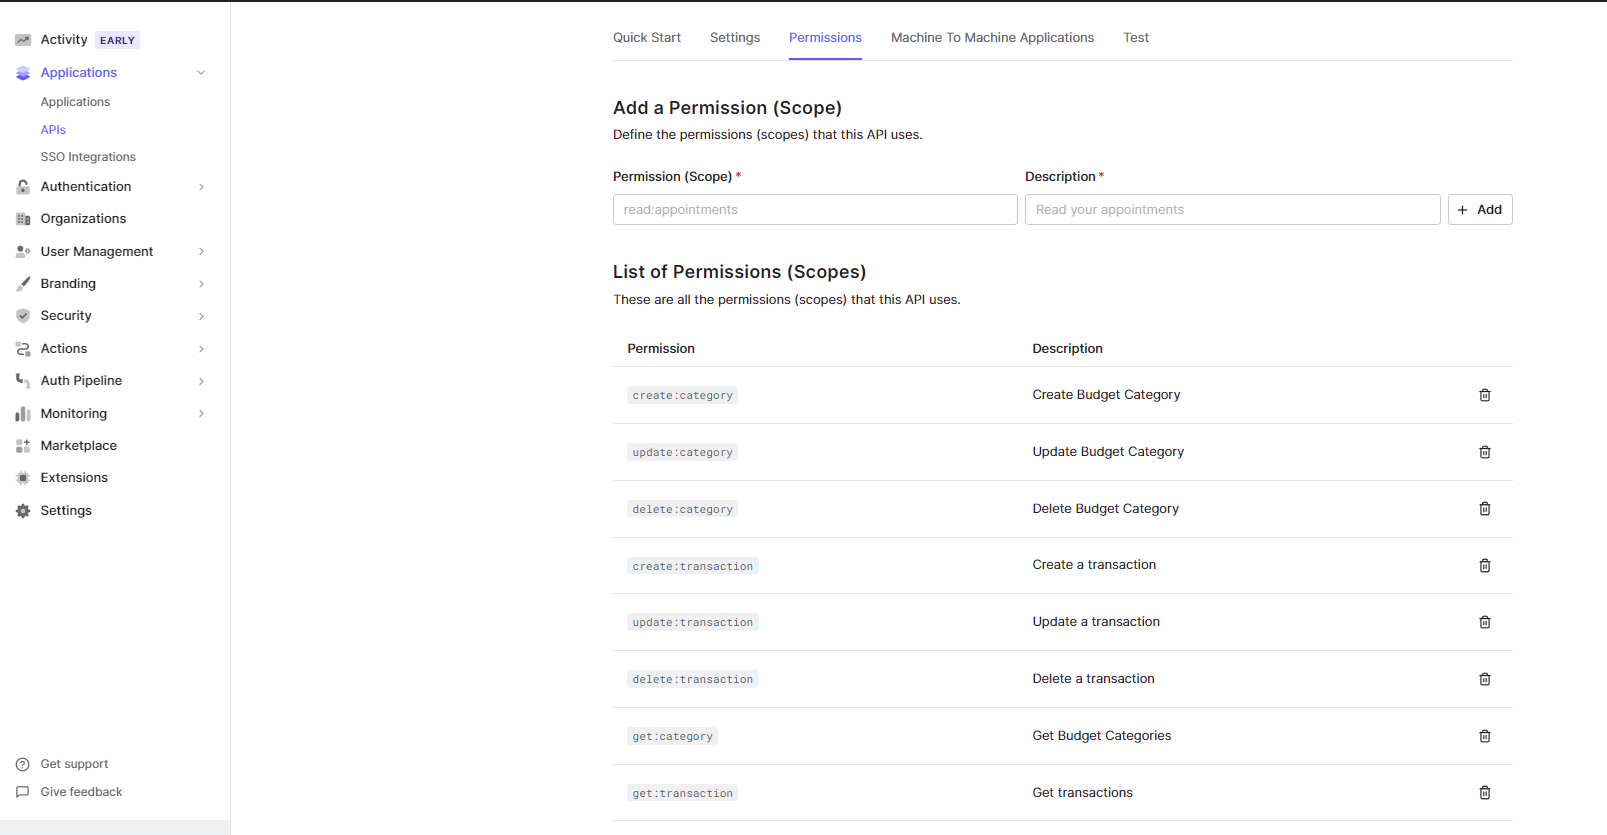 Activity EARLY
Applications
Applications
APIs
SSO Integrations
Authentication
Organizations
User Management
Branding
Security
Actions
Auth Pipeline
Monitoring
Marketplace
Extensions
Settings
Get support
Give feedback
Quick Start Settings Permissions Machine To Machine Applications Test
Add a Permission (Scope)
Define the permissions (scopes) that this API uses.
Permission (Scope) * Description *
read:appointments Read your appointments + Add
List of Permissions (Scopes)
These are all the permissions (scopes) that this API uses.
Permission Description
create:category Create Budget Category
update:category Update Budget Category
delete:category Delete Budget Category
create:transaction Create a transaction
update:transaction Update a transaction
delete:transaction Delete a transaction
get:category Get Budget Categories
get:transaction Get transactions